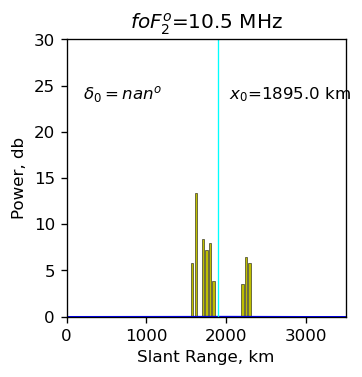 foF₂ᵒ=10.5 MHz
30
25
δ₀ = nanᵒ
x₀=1895.0 km
20
15
10
5
0
Power, db
0 1000 2000 3000
Slant Range, km